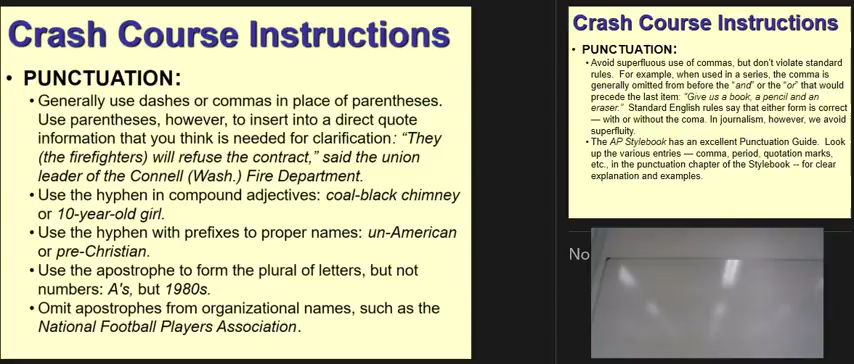 Crash Course Instructions
• PUNCTUATION:
• Generally use dashes or commas in place of parentheses.
Use parentheses, however, to insert into a direct quote
information that you think is needed for clarification: “They
(the firefighters) will refuse the contract,” said the union
leader of the Connell (Wash.) Fire Department.
• Use the hyphen in compound adjectives: coal-black chimney
or 10-year-old girl.
• Use the hyphen with prefixes to proper names: un-American
or pre-Christian.
• Use the apostrophe to form the plural of letters, but not
numbers: A's, but 1980s.
• Omit apostrophes from organizational names, such as the
National Football Players Association.
Crash Course Instructions
• PUNCTUATION:
• Avoid superfluous use of commas, but don’t violate standard
rules. For example, when used in a series, the comma is
generally omitted from before the “and” or the “or” that would
precede the last item: “Give us a book, a pencil and an
eraser.” Standard English rules say that either form is correct
— with or without the coma. In journalism, however, we avoid
superfluity.
• The AP Stylebook has an excellent Punctuation Guide. Look
up the various entries — comma, period, quotation marks,
etc., in the punctuation chapter of the Stylebook -- for clear
explanation and examples.
No